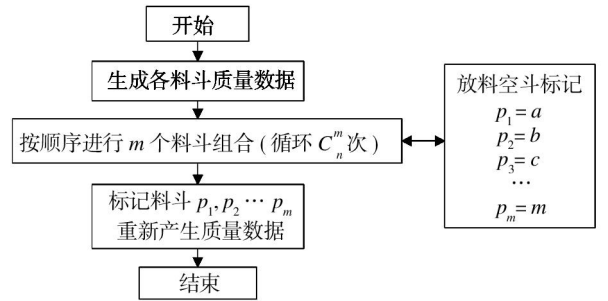 开始
生成各料斗质量数据
按顺序进行 m 个料斗组合 ( 循环 C_n^m 次 )
标记料斗 p₁, p₂ … pₘ
重新产生质量数据
结束
放料空斗标记
p₁= a
p₂= b
p₃= c
…
pₘ= m